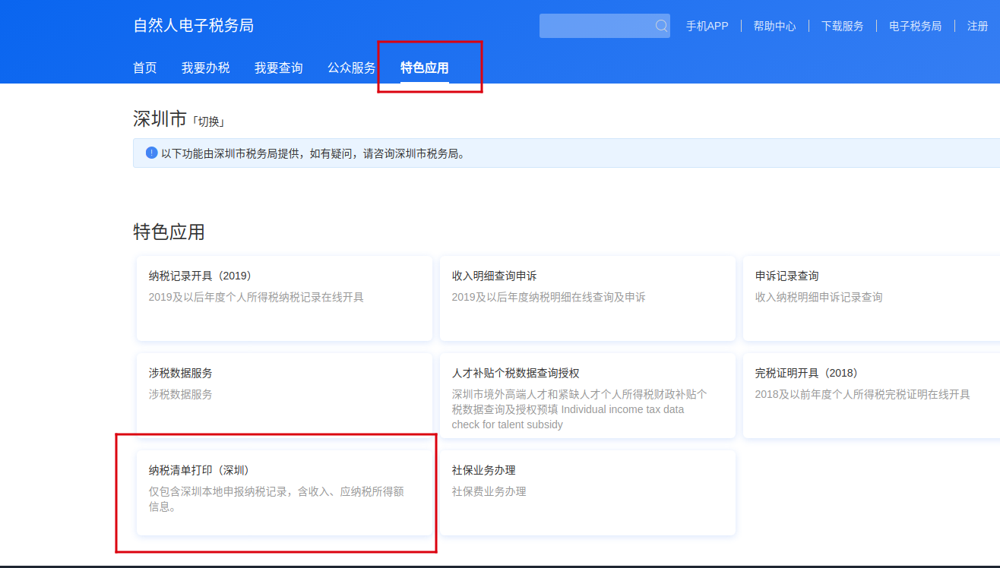 自然人电子税务局
手机APP
帮助中心
下载服务
电子税务局
注册
首页
我要办税
我要查询
公众服务
特色应用
深圳市「切换」
以下功能由深圳市税务局提供，如有疑问，请咨询深圳市税务局。
特色应用
纳税记录开具（2019）
2019及以后年度个人所得税纳税记录在线开具
收入明细查询申诉
2019及以后年度纳税明细在线查询及申诉
申诉记录查询
收入纳税明细申诉记录查询
涉税数据服务
涉税数据服务
人才补贴个税数据查询授权
深圳市境外高端人才和紧缺人才个人所得税财政补贴个
税数据查询及授权预填 Individual income tax data
check for talent subsidy
完税证明开具（2018）
2018及以前年度个人所得税完税证明在线开具
纳税清单打印（深圳）
仅包含深圳本地申报纳税记录，含收入、应纳税所得额
信息。
社保业务办理
社保费业务办理